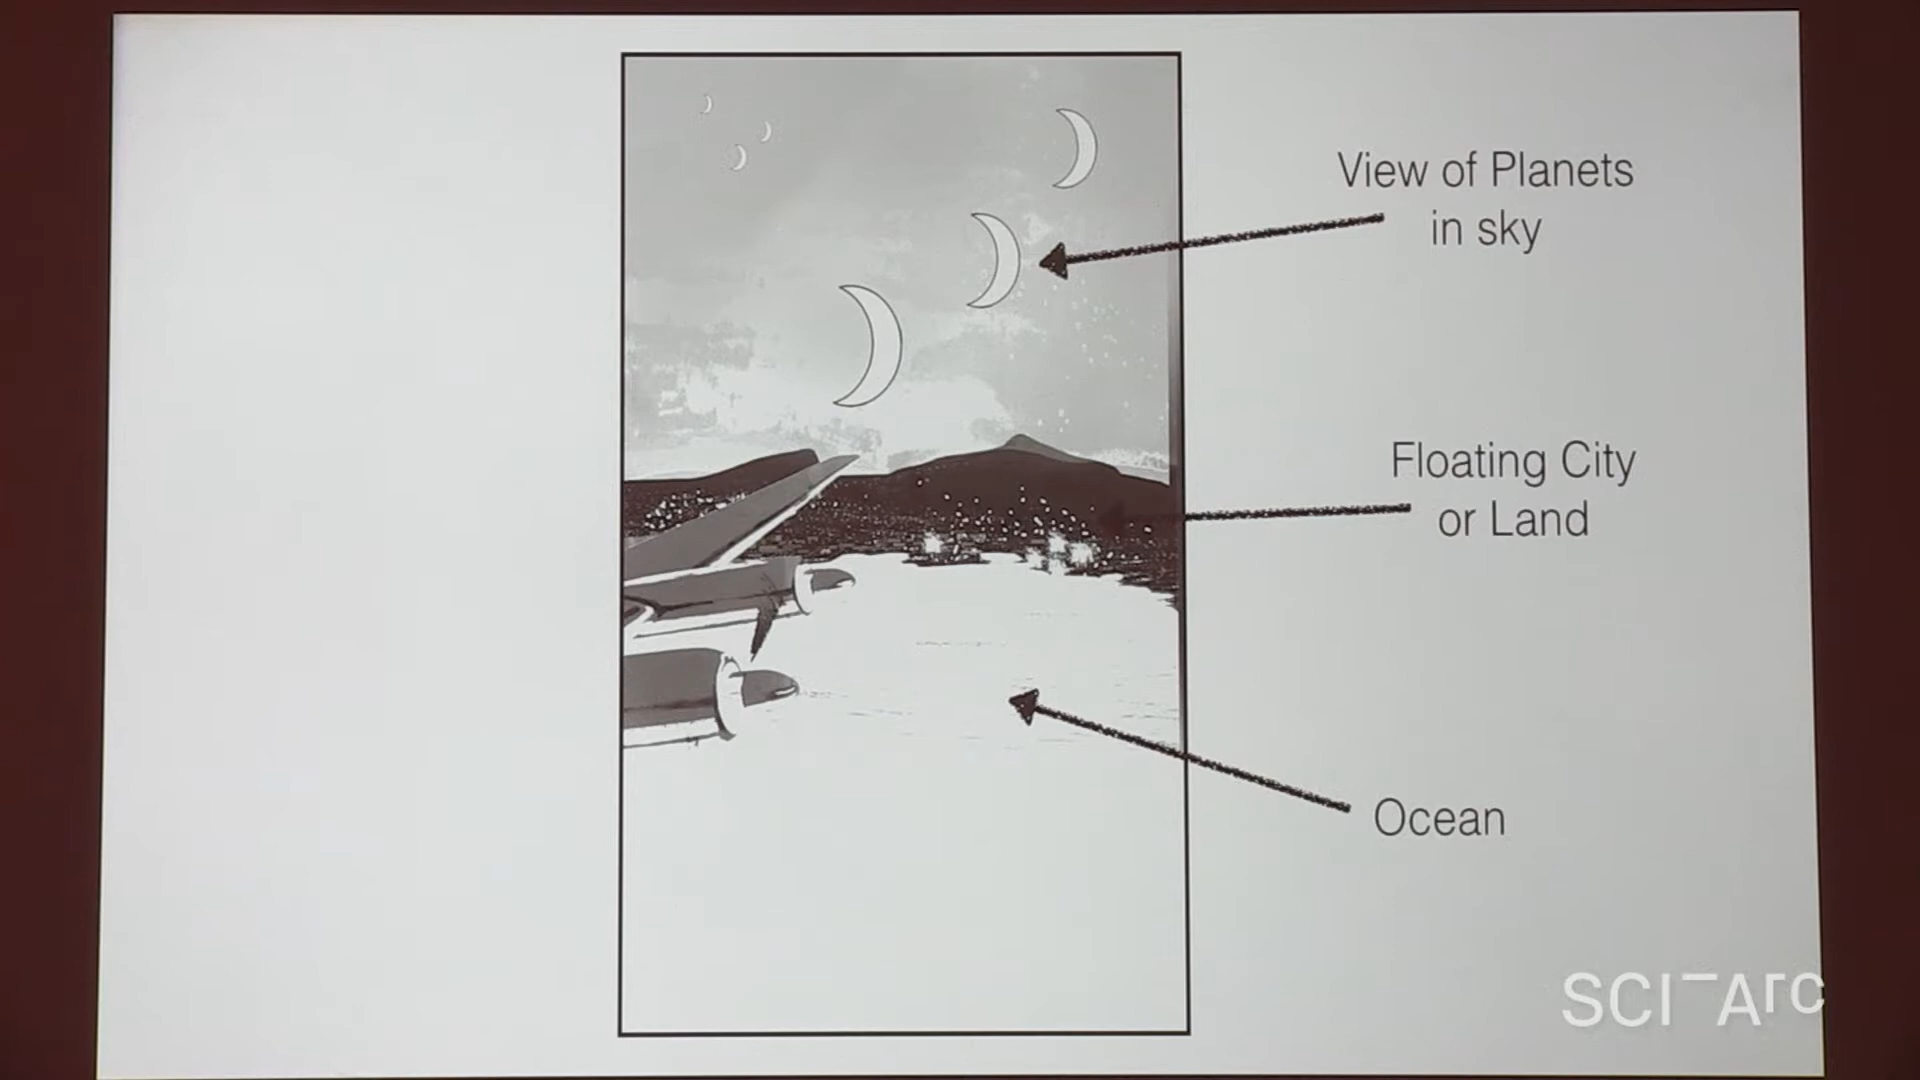 View of Planets
in sky
Floating City
or Land
Ocean
SCI-Arc